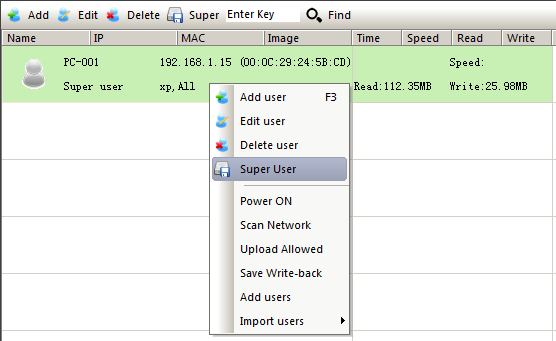 Add Edit Delete Super Enter Key Find
Name IP MAC Image Time Speed Read Write
PC-001 192.168.1.15 (00:0C:29:24:5B:CD) Speed:
Super user xp,All Read:112.35MB Write:25.98MB
Add user F3
Edit user
Delete user
Super User
Power ON
Scan Network
Upload Allowed
Save Write-back
Add users
Import users